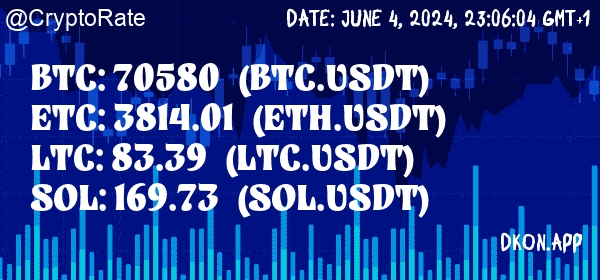 @CryptoRate
DATE: JUNE 4, 2024, 23:06:04 GMT+1
BTC: 70580 (BTC.USDT)
ETC: 3814.01 (ETH.USDT)
LTC: 83.39 (LTC.USDT)
SOL: 169.73 (SOL.USDT)
DKON.APP